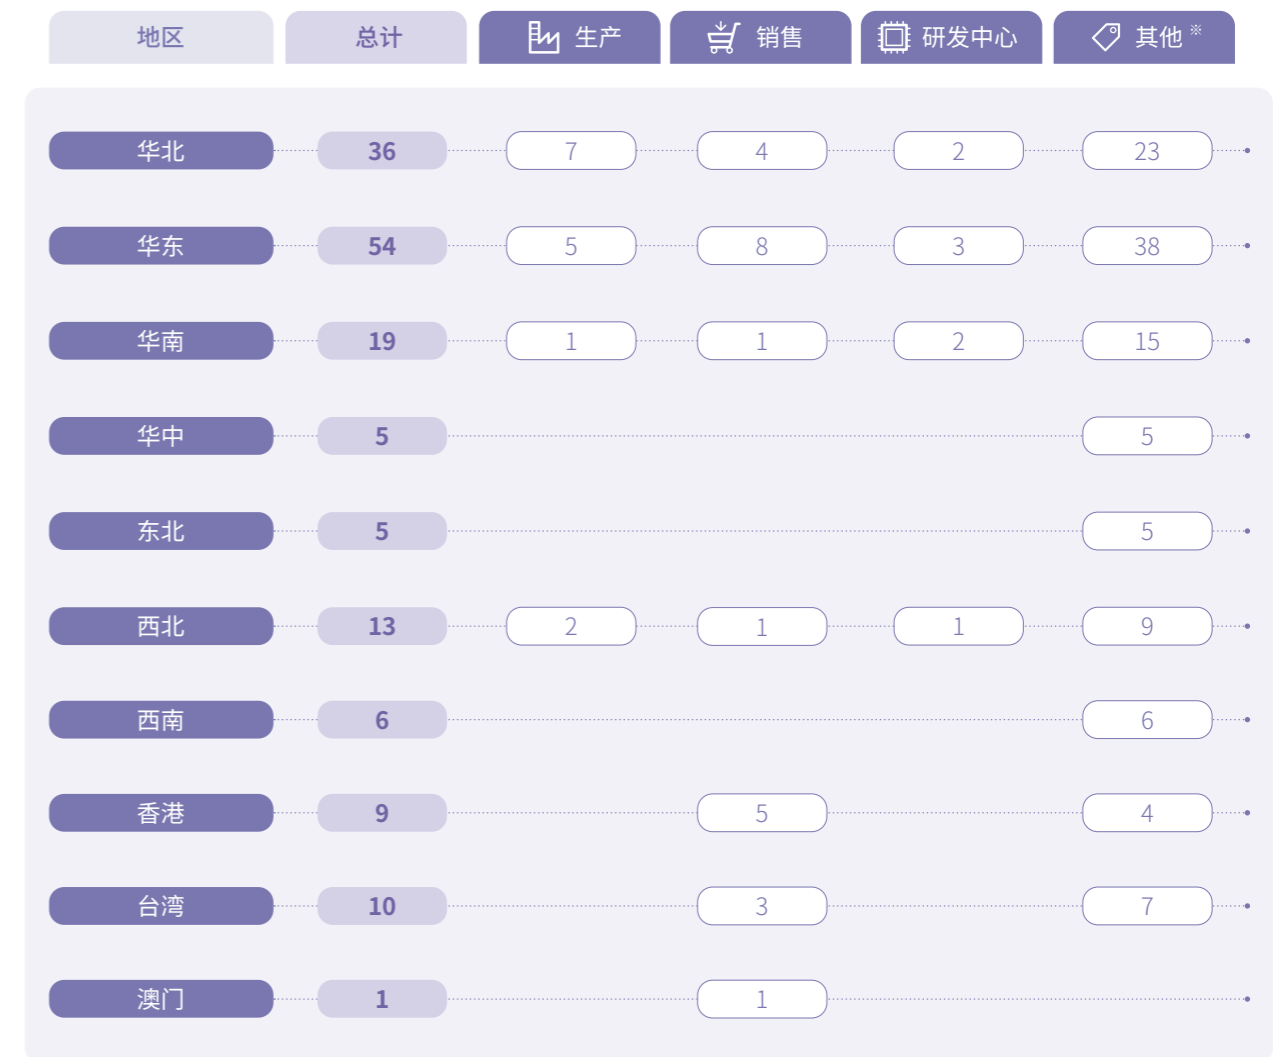 地区 总计 生产 销售 研发中心 其他※
华北 36 7 4 2 23
华东 54 5 8 3 38
华南 19 1 1 2 15
华中 5 5
东北 5 5
西北 13 2 1 1 9
西南 6 6
香港 9 5 4
台湾 10 3 7
澳门 1 1